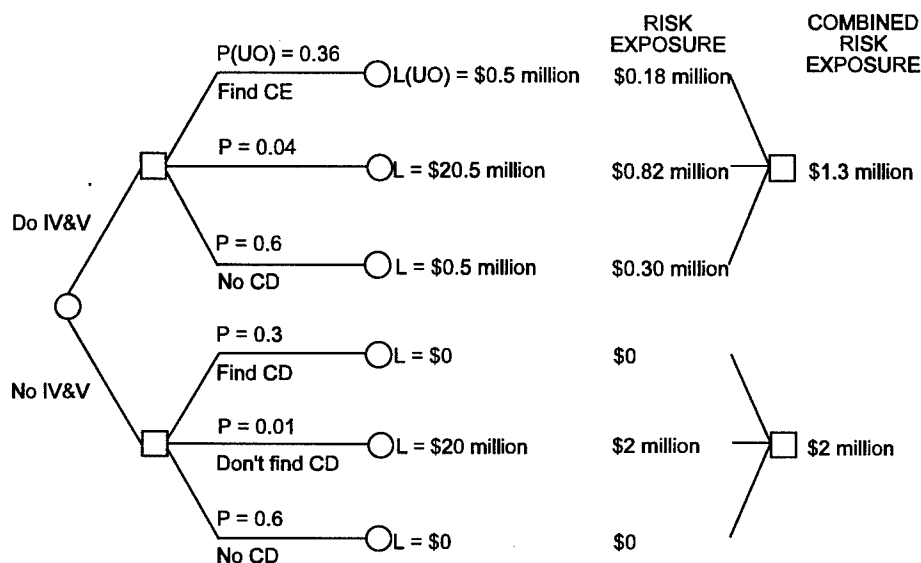 RISK EXPOSURE
COMBINED RISK EXPOSURE
P(UO) = 0.36
Find CE
L(UO) = $0.5 million
$0.18 million
P = 0.04
L = $20.5 million
$0.82 million
$1.3 million
Do IV&V
P = 0.6
No CD
L = $0.5 million
$0.30 million
P = 0.3
Find CD
L = $0
$0
No IV&V
P = 0.01
Don't find CD
L = $20 million
$2 million
$2 million
P = 0.6
No CD
L = $0
$0